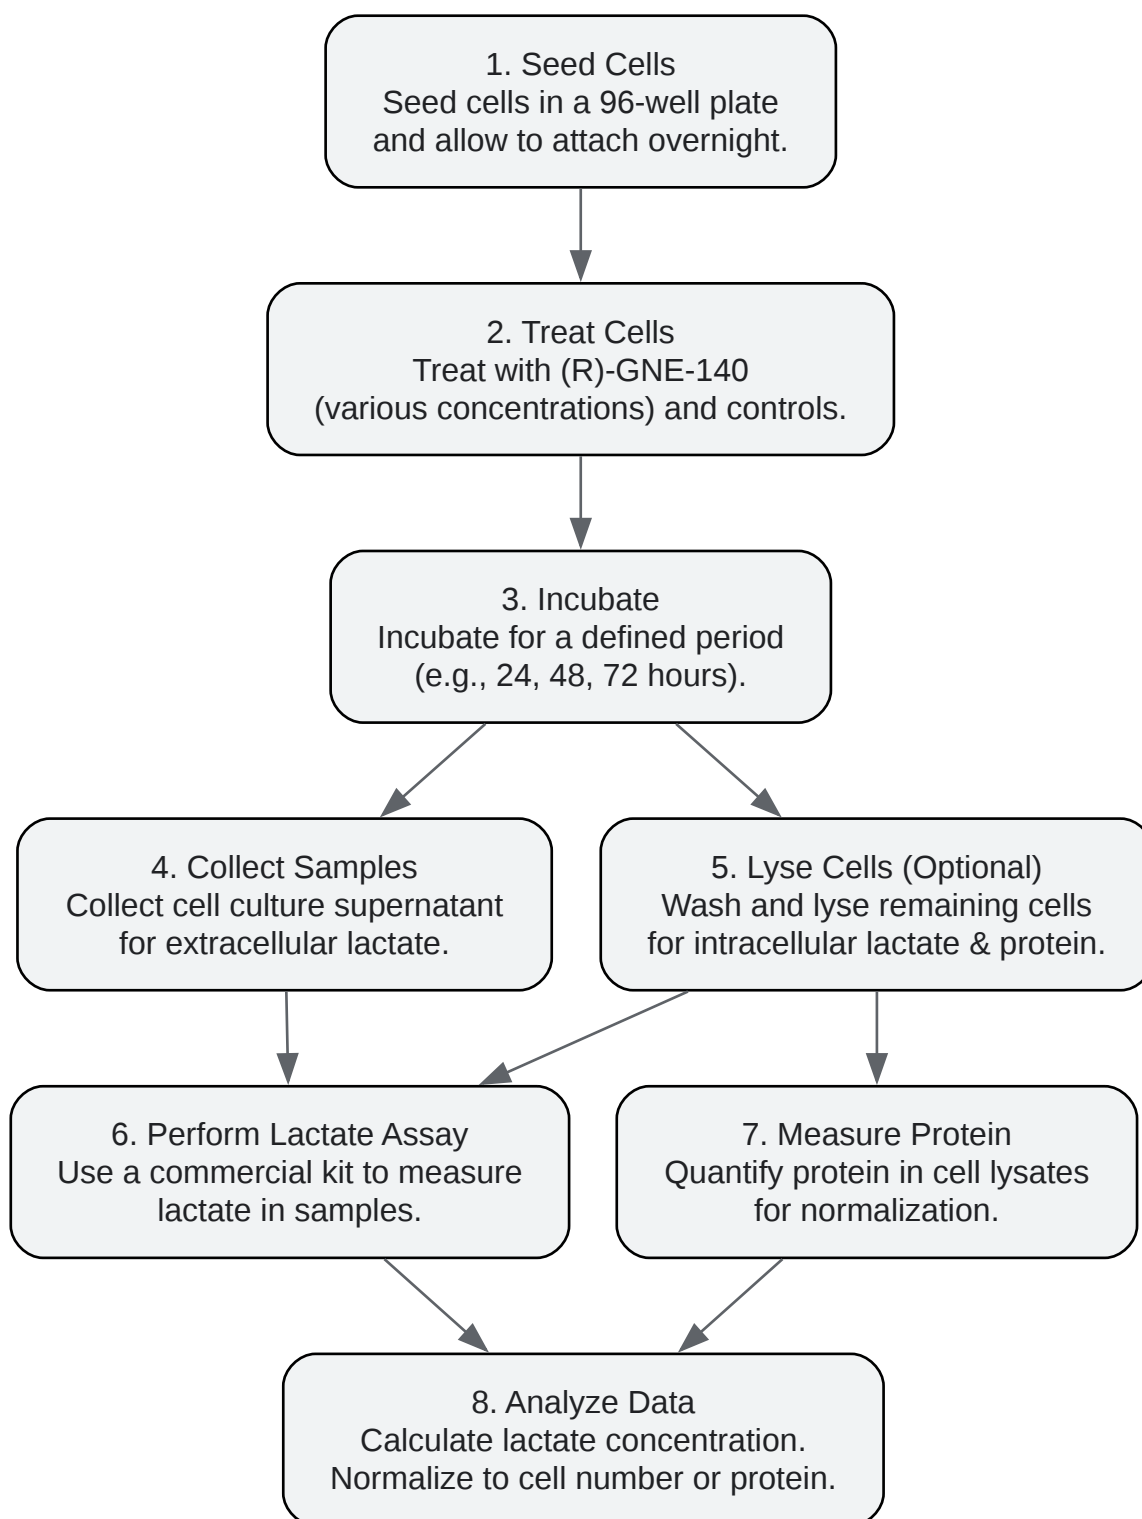 1. Seed Cells
Seed cells in a 96-well plate
and allow to attach overnight.
2. Treat Cells
Treat with (R)-GNE-140
(various concentrations) and controls.
3. Incubate
Incubate for a defined period
(e.g., 24, 48, 72 hours).
4. Collect Samples
Collect cell culture supernatant
for extracellular lactate.
5. Lyse Cells (Optional)
Wash and lyse remaining cells
for intracellular lactate & protein.
6. Perform Lactate Assay
Use a commercial kit to measure
lactate in samples.
7. Measure Protein
Quantify protein in cell lysates
for normalization.
8. Analyze Data
Calculate lactate concentration.
Normalize to cell number or protein.